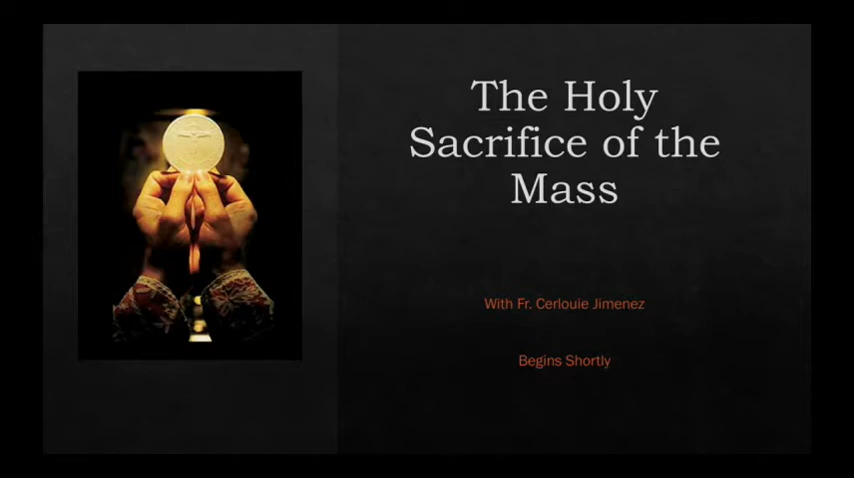 The Holy
Sacrifice of the
Mass
With Fr. Cerlouie Jimenez
Begins Shortly